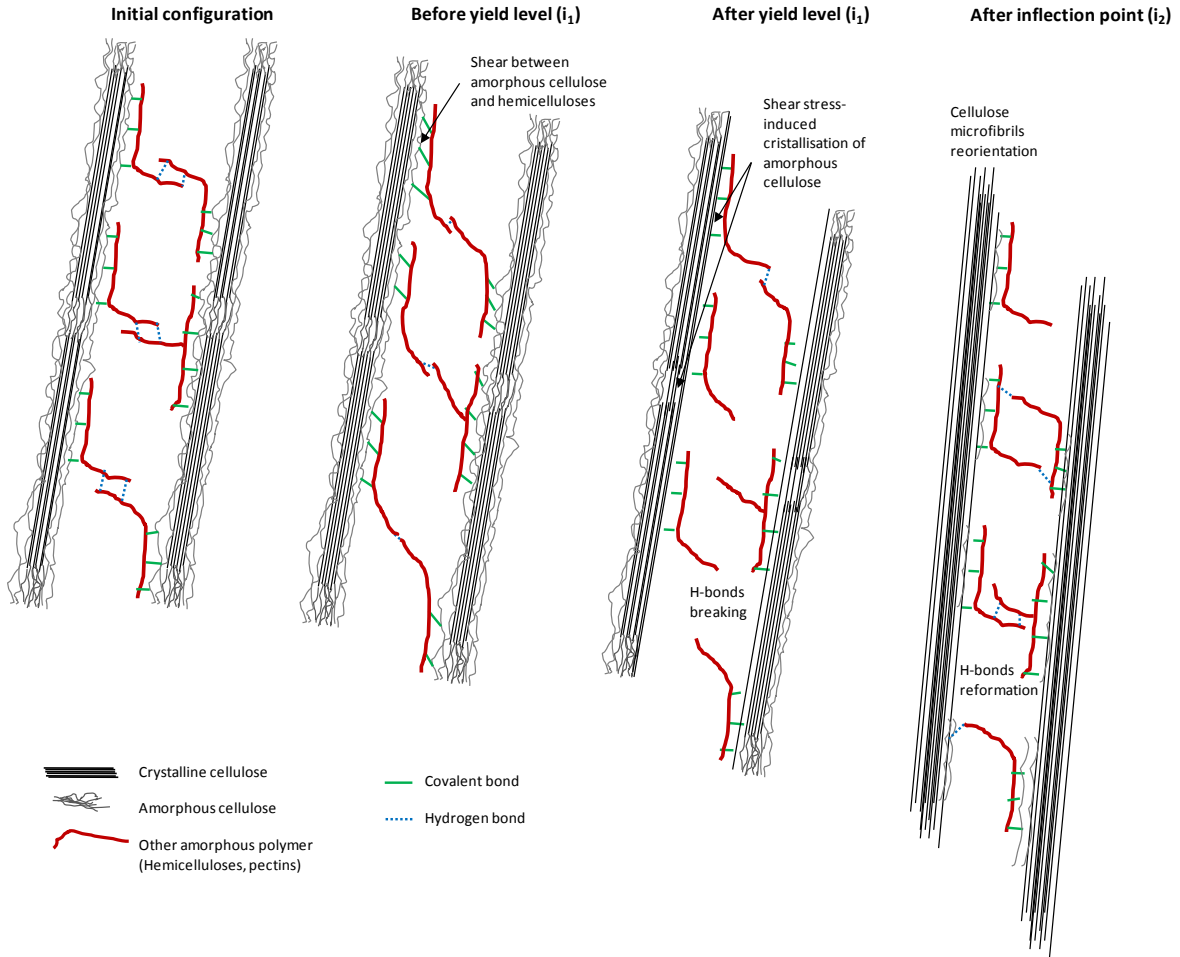 Initial configuration
Before yield level (i₁)
After yield level (i₁)
After inflection point (i₂)
Shear between
amorphous cellulose
and hemicelluloses
Shear stress-
induced
cristallisation of
amorphous
cellulose
Cellulose
microfibrils
reorientation
H-bonds
breaking
H-bonds
reformation
Crystalline cellulose
Amorphous cellulose
Other amorphous polymer
(Hemicelluloses, pectins)
Covalent bond
Hydrogen bond